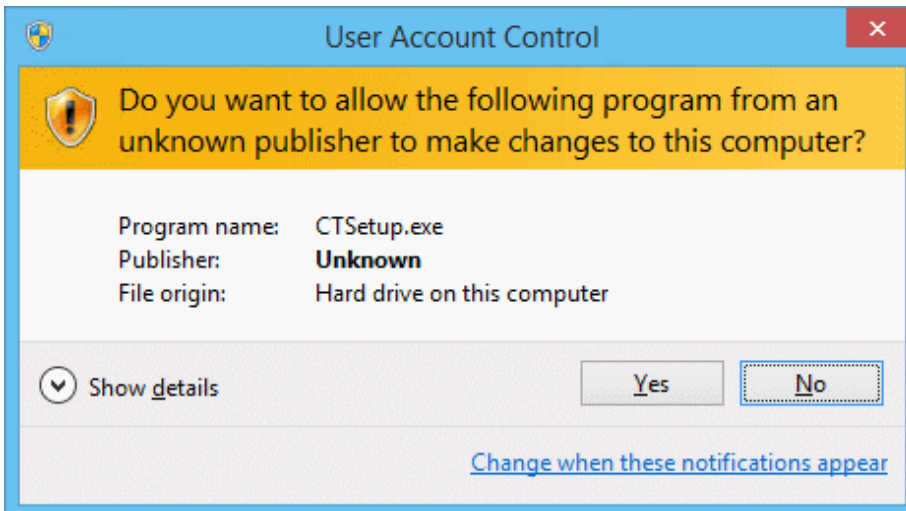 User Account Control
Do you want to allow the following program from an
unknown publisher to make changes to this computer?
Program name: CTSetup.exe
Publisher: Unknown
File origin: Hard drive on this computer
Show details
Yes
No
Change when these notifications appear